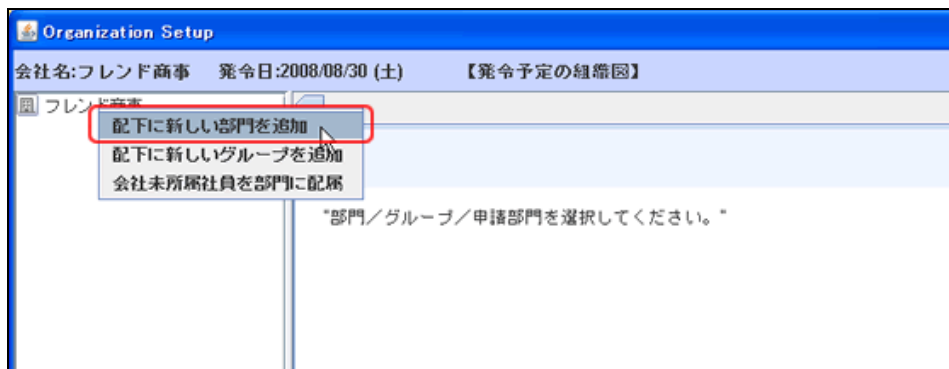 Organization Setup
会社名:フレンド商事 発令日:2008/08/30 (土) 【発令予定の組織図】
フレンド商事
配下に新しい部門を追加
配下に新しいグループを追加
会社未所属社員を部門に配属
"部門／グループ／申請部門を選択してください。"